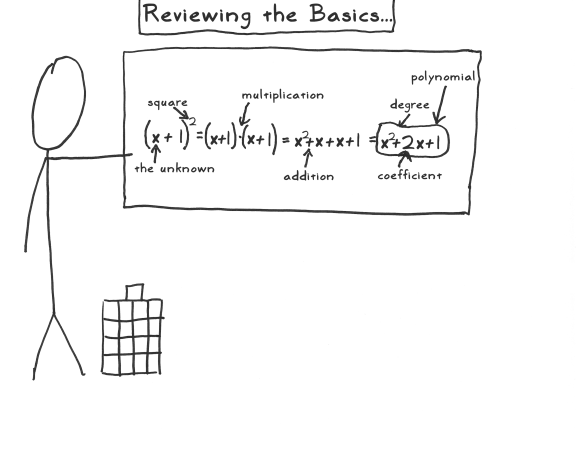 Reviewing the Basics...
polynomial
square
multiplication
degree
(x + 1)² = (x+1)·(x+1) = x²+x+x+1 = x²+2x+1
the unknown
addition
coefficient